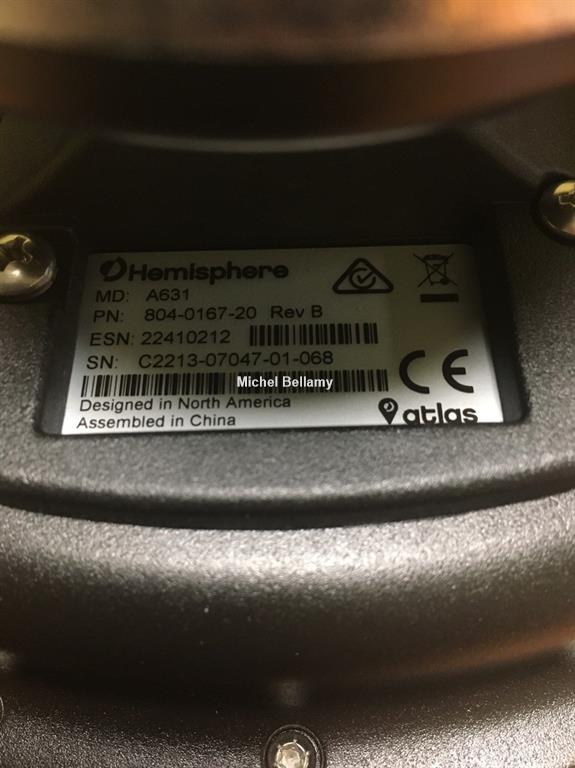 Hemisphere
MD: A631
PN: 804-0167-20 Rev B
ESN: 22410212
SN: C2213-07047-01-068
Michel Bellamy
Designed in North America
Assembled in China
CE
atlas